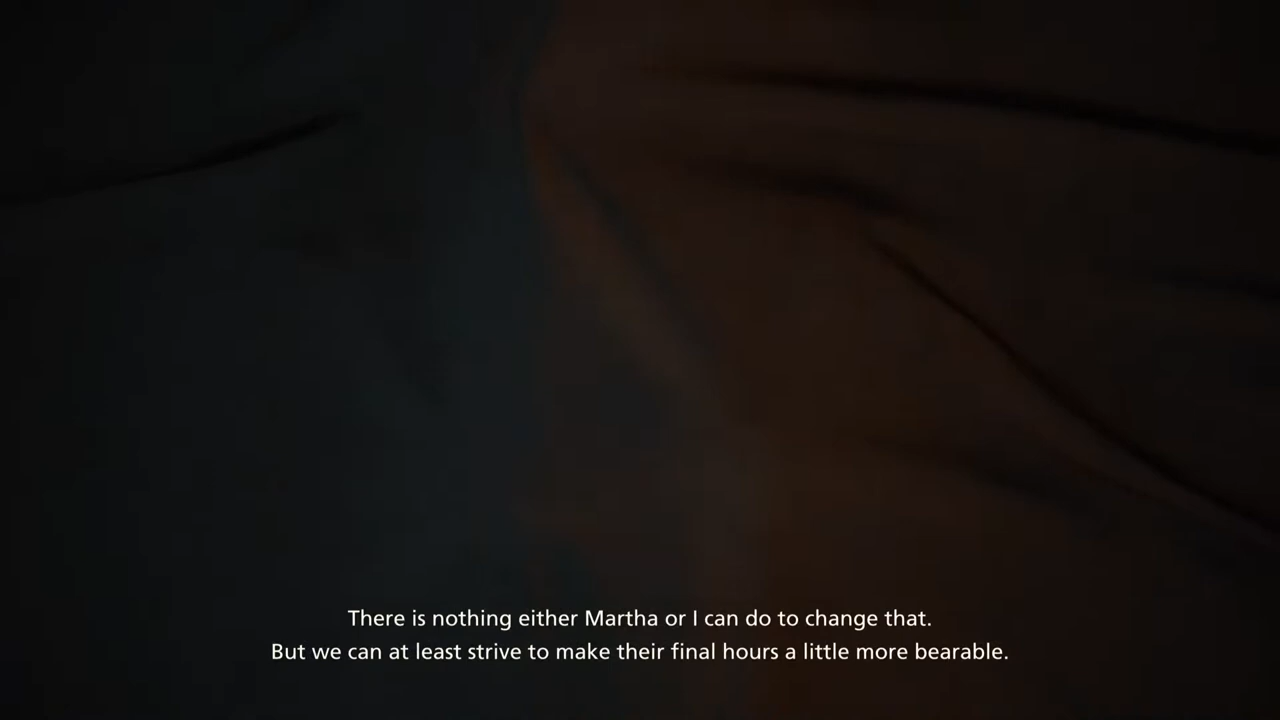 There is nothing either Martha or I can do to change that.
But we can at least strive to make their final hours a little more bearable.